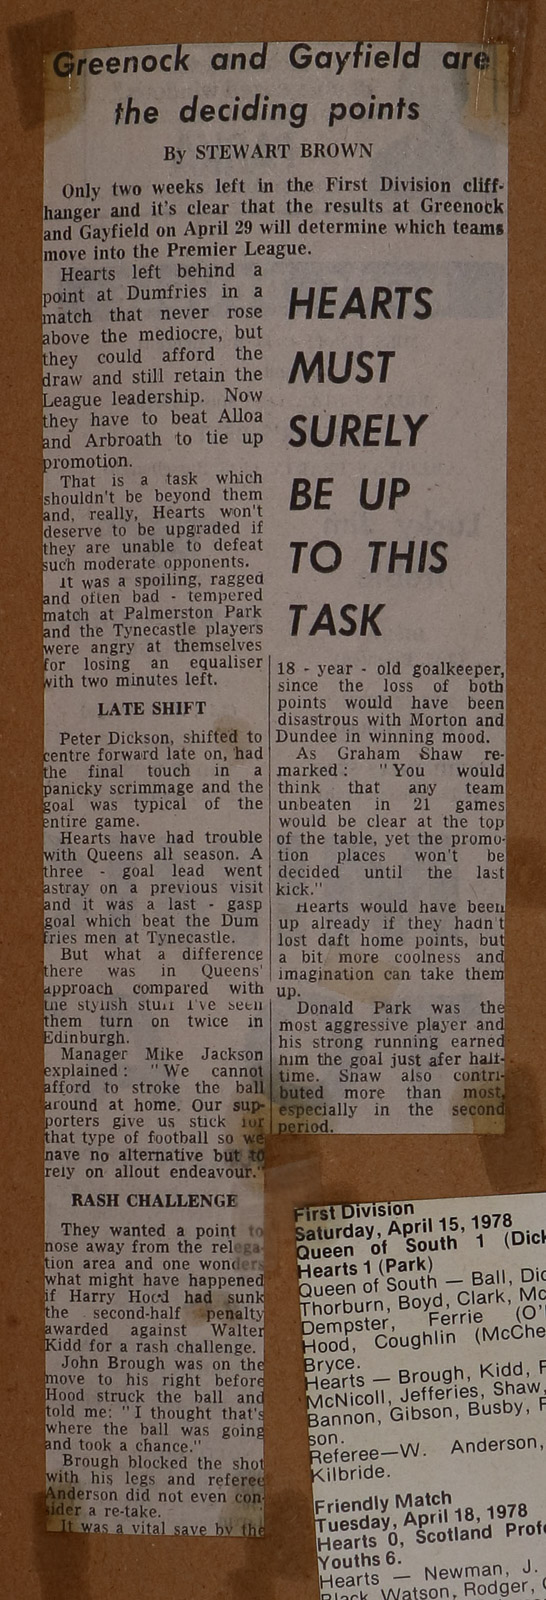 Greenock and Gayfield are
the deciding points
By STEWART BROWN
Only two weeks left in the First Division cliff-
hanger and it's clear that the results at Greenock
and Gayfield on April 29 will determine which teams
move into the Premier League.
Hearts left behind a
point at Dumfries in a
match that never rose
above the mediocre, but
they could afford the
draw and still retain the
League leadership. Now
they have to beat Alloa
and Arbroath to tie up
promotion.
That is a task which
shouldn't be beyond them
and, really, Hearts won't
deserve to be upgraded if
they are unable to defeat
such moderate opponents.
It was a spoiling, ragged
and often bad - tempered
match at Palmerston Park
and the Tynecastle players
were angry at themselves
for losing an equaliser
with two minutes left.
LATE SHIFT
Peter Dickson, shifted to
centre forward late on, had
the final touch in a
panicky scrimmage and the
goal was typical of the
entire game.
Hearts have had trouble
with Queens all season. A
three - goal lead went
astray on a previous visit
and it was a last - gasp
goal which beat the Dum
fries men at Tynecastle.
But what a difference
there was in Queens'
approach compared with
the stylish stuff I've seen
them turn on twice in
Edinburgh.
Manager Mike Jackson
explained: "We cannot
afford to stroke the ball
around at home. Our sup-
porters give us stick for
that type of football so we
have no alternative but to
rely on allout endeavour."
RASH CHALLENGE
They wanted a point to
nose away from the relega-
tion area and one wonders
what might have happened
if Harry Hood had sunk
the second-half penalty
awarded against Walter
Kidd for a rash challenge.
John Brough was on the
move to his right before
Hood struck the ball and
told me: "I thought that's
where the ball was going
and took a chance."
Brough blocked the shot
with his legs and referee
Anderson did not even con-
sider a re-take.
It was a vital save by the
HEARTS
MUST
SURELY
BE UP
TO THIS
TASK
18 - year - old goalkeeper,
since the loss of both
points would have been
disastrous with Morton and
Dundee in winning mood.
As Graham Shaw re-
marked: "You would
think that any team
unbeaten in 21 games
would be clear at the top
of the table, yet the promo-
tion places won't be
decided until the last
kick."
Hearts would have been
up already if they hadn't
lost daft home points, but
a bit more coolness and
imagination can take them
up.
Donald Park was the
most aggressive player and
his strong running earned
him the goal just afer half-
time. Shaw also contri-
buted more than most,
especially in the second
period.
First Division
Saturday, April 15, 1978
Queen of South 1 (Dick
Hearts 1 (Park)
Queen of South — Ball, Dic
Thorburn, Boyd, Clark, Mc
Dempster, Ferrie (O'
Hood, Coughlin (McChe
Bryce.
Hearts — Brough, Kidd, F
McNicoll, Jefferies, Shaw,
Bannon, Gibson, Busby, F
son.
Referee—W. Anderson,
Kilbride.
Friendly Match
Tuesday, April 18, 1978
Hearts 0, Scotland Profe
Youths 6.
Hearts — Newman, J.
Black, Watson, Rodger,